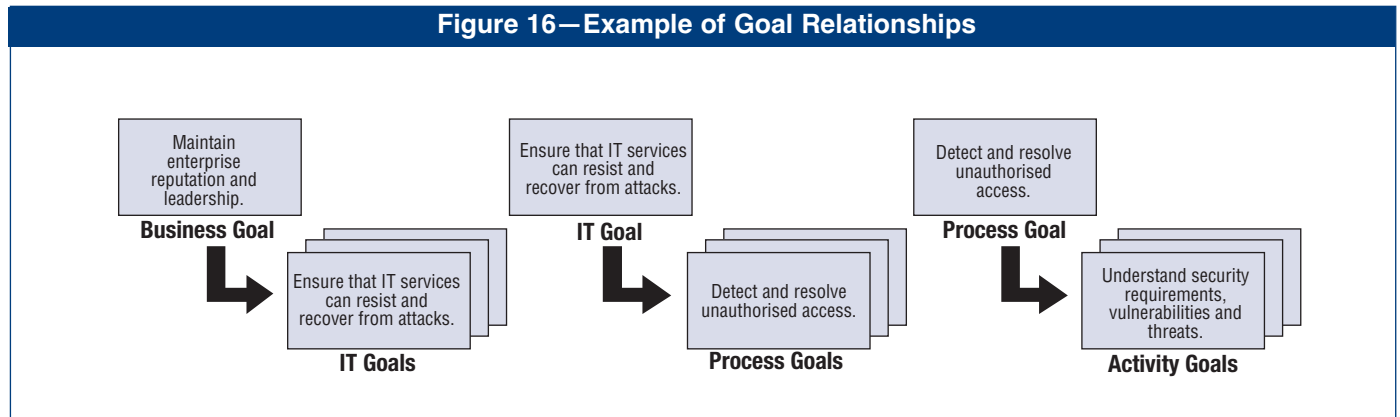 Figure 16—Example of Goal Relationships
Maintain
enterprise
reputation and
leadership.
Business Goal
Ensure that IT services
can resist and
recover from attacks.
IT Goals
Ensure that IT services
can resist and
recover from attacks.
IT Goal
Detect and resolve
unauthorised access.
Process Goals
Detect and resolve
unauthorised
access.
Process Goal
Understand security
requirements,
vulnerabilities and
threats.
Activity Goals